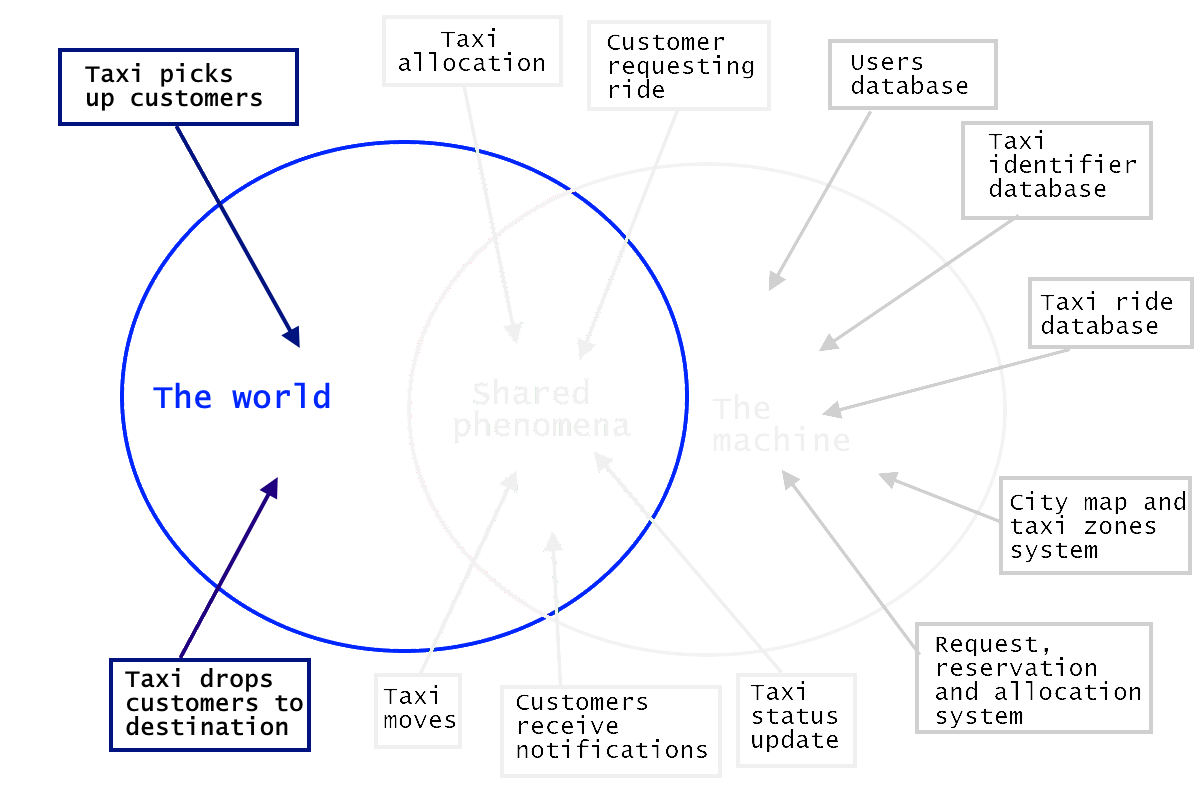 Taxi picks
up customers
Taxi
allocation
Customer
requesting
ride
Users
database
Taxi
identifier
database
Taxi ride
database
The world
Shared
phenomena
The
machine
City map and
taxi zones
system
Request,
reservation
and allocation
system
Taxi drops
customers to
destination
Taxi
moves
Customers
receive
notifications
Taxi
status
update